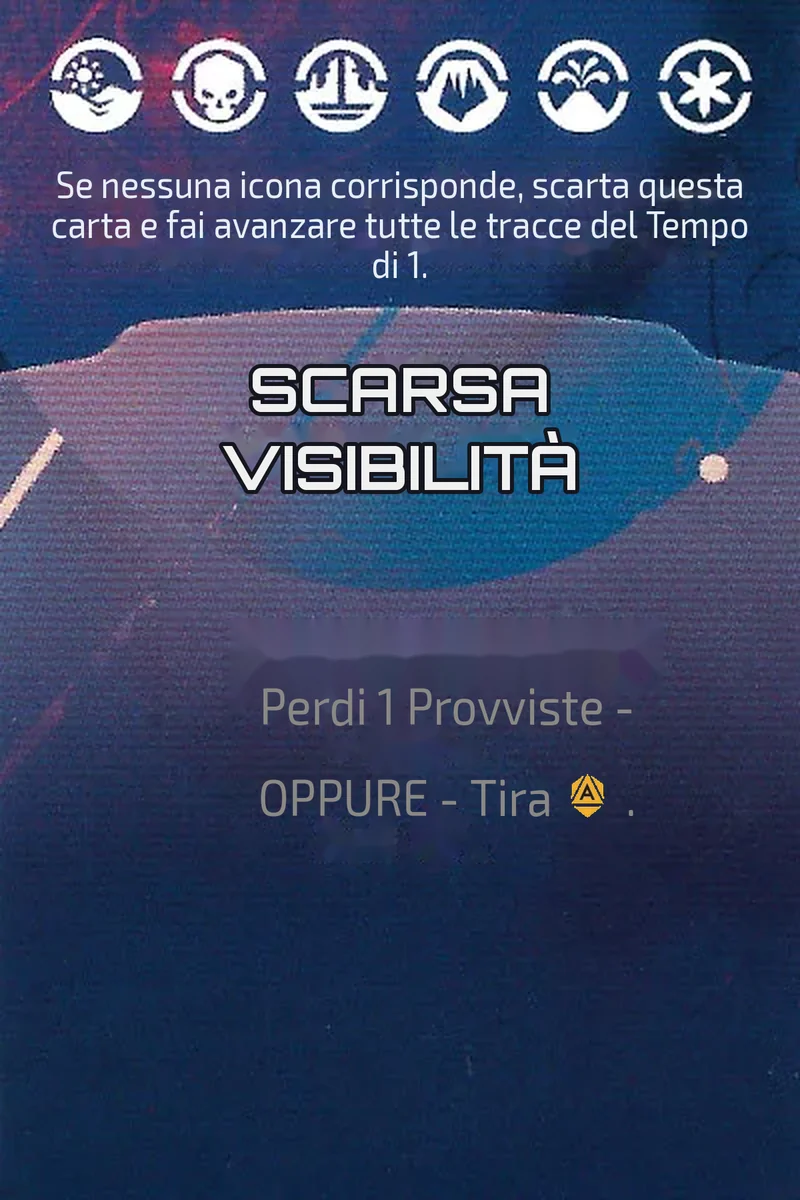 Se nessuna icona corrisponde, scarta questa
carta e fai avanzare tutte le tracce del Tempo
di 1.
SCARSA
VISIBILITÀ
Perdi 1 Provviste -
OPPURE - Tira A .